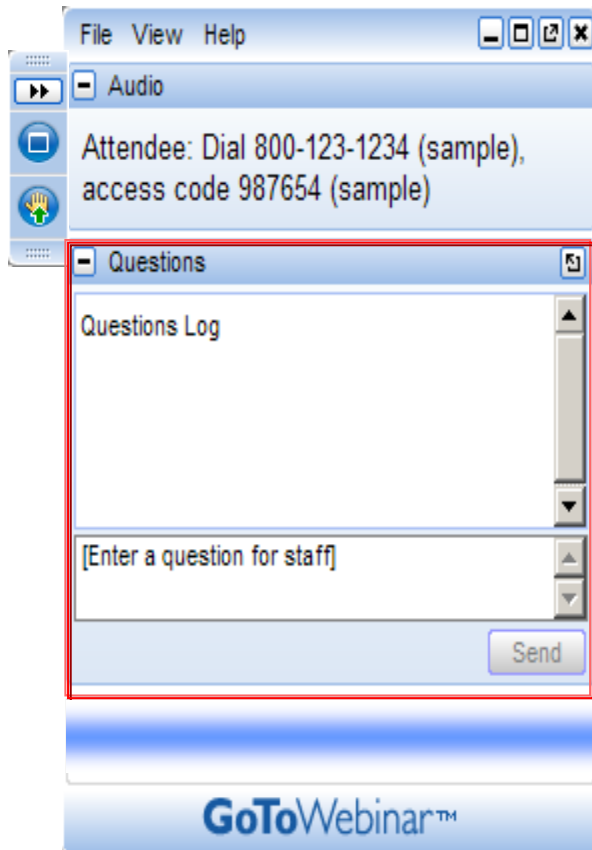 File View Help
Audio
Attendee: Dial 800-123-1234 (sample),
access code 987654 (sample)
Questions
Questions Log
[Enter a question for staff]
Send
GoToWebinar™